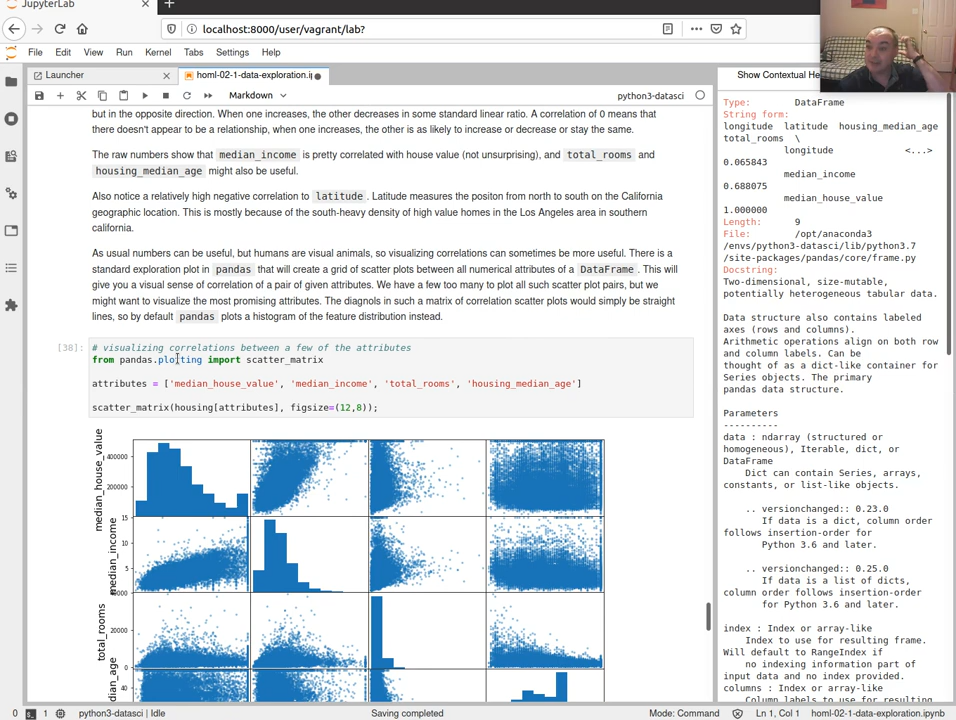 JupyterLab
localhost:8000/user/vagrant/lab?
File Edit View Run Kernel Tabs Settings Help
Launcher
homl-02-1-data-exploration.i
Show Contextual He
Markdown
python3-datasci
but in the opposite direction. When one increases, the other decreases in some standard linear ratio. A correlation of 0 means that
there doesn't appear to be a relationship, when one increases, the other is as likely to increase or decrease or stay the same.
The raw numbers show that median_income is pretty correlated with house value (not unsurprising), and total_rooms and
housing_median_age might also be useful.
Also notice a relatively high negative correlation to latitude . Latitude measures the positon from north to south on the California
geographic location. This is mostly because of the south-heavy density of high value homes in the Los Angeles area in southern
california.
As usual numbers can be useful, but humans are visual animals, so visualizing correlations can sometimes be more useful. There is a
standard exploration plot in pandas that will create a grid of scatter plots between all numerical attributes of a DataFrame . This will
give you a visual sense of correlation of a pair of given attributes. We have a few too many to plot all such scatter plot pairs, but we
might want to visualize the most promising attributes. The diagnols in such a matrix of correlation scatter plots would simply be straight
lines, so by default pandas plots a histogram of the feature distribution instead.
[38]:
# visualizing correlations between a few of the attributes
from pandas.plotting import scatter_matrix
attributes = ['median_house_value', 'median_income', 'total_rooms', 'housing_median_age']
scatter_matrix(housing[attributes], figsize=(12,8));
median_house_value
400000
200000
median_income
15
10
5
total_rooms
20000
0
dian_age
40
Type: DataFrame
String form:
longitude latitude housing_median_age
total_rooms \
longitude <...>
0.065843
median_income
0.688075
median_house_value
1.000000
Length: 9
File: /opt/anaconda3
/envs/python3-datasci/lib/python3.7
/site-packages/pandas/core/frame.py
Docstring:
Two-dimensional, size-mutable,
potentially heterogeneous tabular data.
Data structure also contains labeled
axes (rows and columns).
Arithmetic operations align on both row
and column labels. Can be
thought of as a dict-like container for
Series objects. The primary
pandas data structure.
Parameters
----------
data : ndarray (structured or
homogeneous), Iterable, dict, or
DataFrame
Dict can contain Series, arrays,
constants, or list-like objects.
.. versionchanged:: 0.23.0
If data is a dict, column order
follows insertion-order for
Python 3.6 and later.
.. versionchanged:: 0.25.0
If data is a list of dicts,
column order follows insertion-order
for Python 3.6 and later.
index : Index or array-like
Index to use for resulting frame.
Will default to RangeIndex if
no indexing information part of
input data and no index provided.
columns : Index or array-like
Column labels to use for resulting
0 1 python3-datasci | Idle
Saving completed
Mode: Command
Ln 1, Col 1
homl-02-1-data-exploration.ipynb